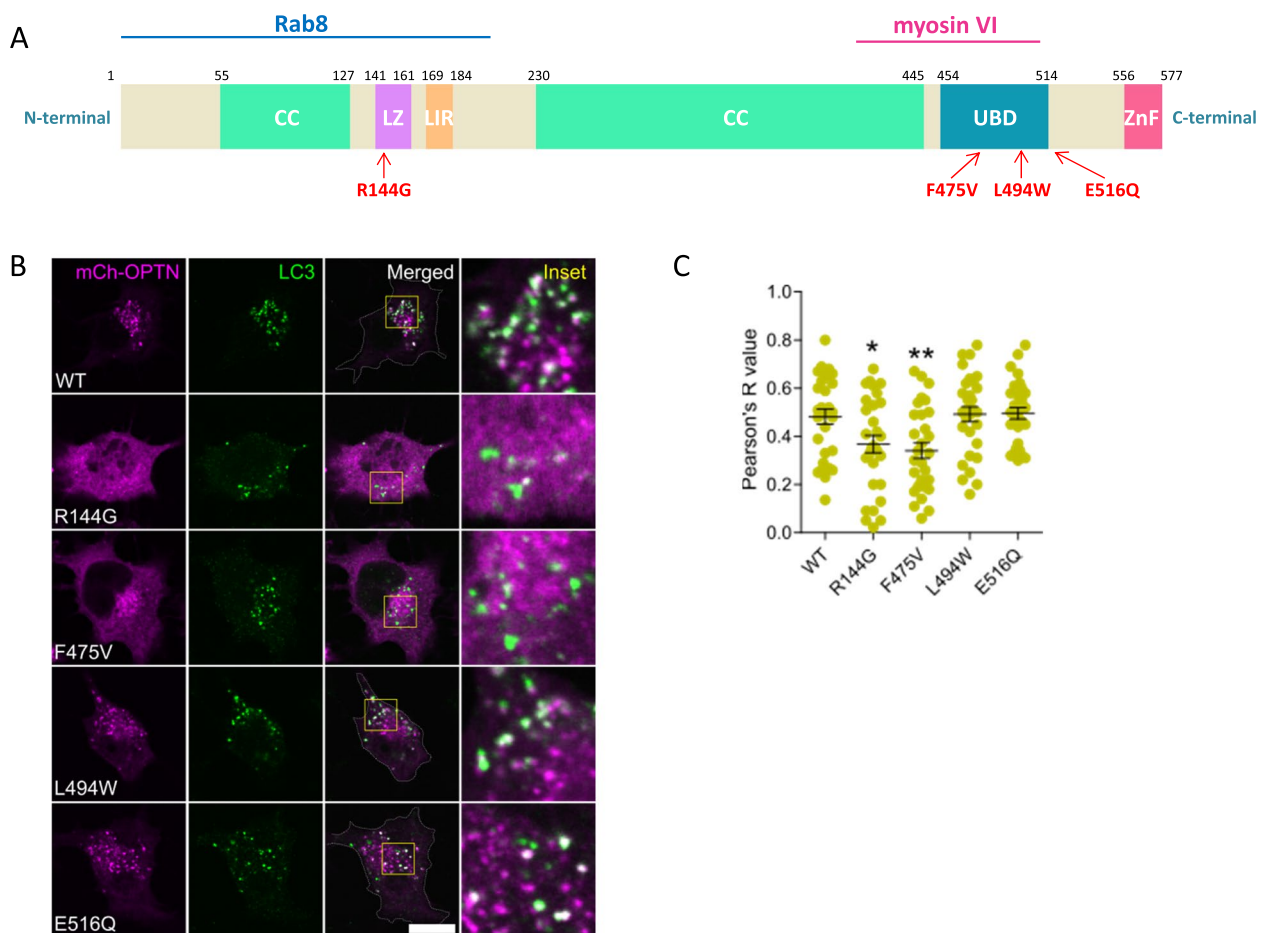 A
Rab8
myosin VI
1 55 127 141 161 169 184 230 445 454 514 556 577
N-terminal CC LZ LIR CC UBD ZnF C-terminal
R144G F475V L494W E516Q
B
mCh-OPTN LC3 Merged Inset
WT
R144G
F475V
L494W
E516Q
C
Pearson's R value
1.0
0.8
0.6
0.4
0.2
0.0
* **
WT R144G F475V L494W E516Q